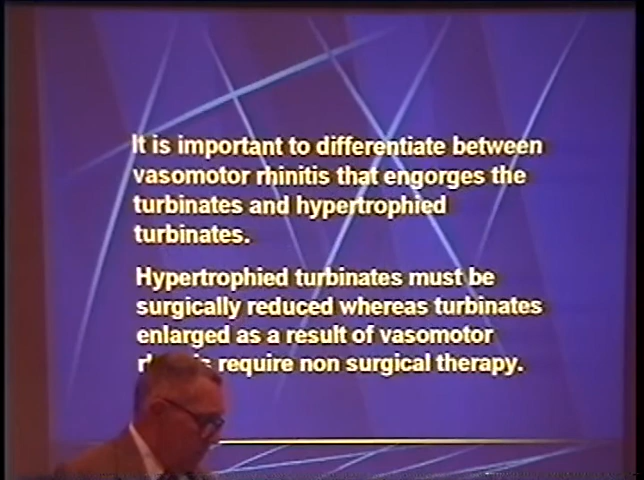 It is important to differentiate between
vasomotor rhinitis that engorges the
turbinates and hypertrophied
turbinates.
Hypertrophied turbinates must be
surgically reduced whereas turbinates
enlarged as a result of vasomotor
require non surgical therapy.